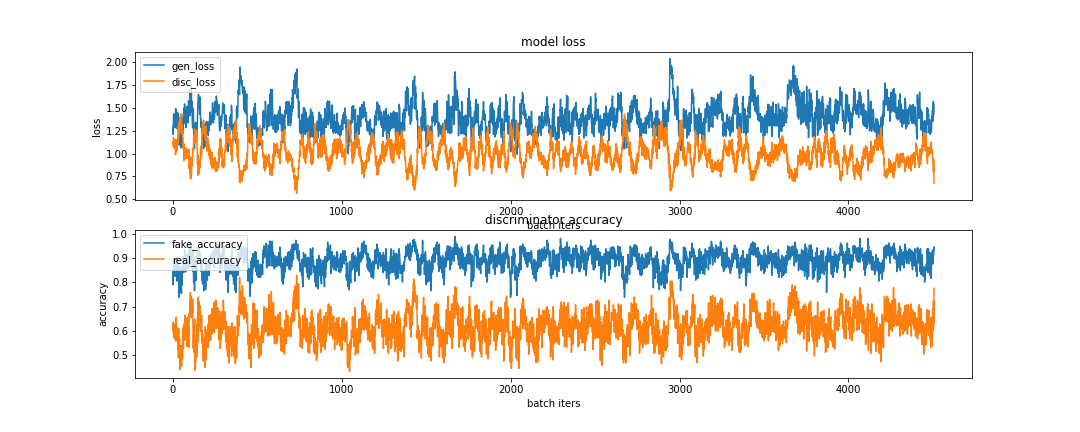 model loss
2.00
1.75
1.50
1.25
1.00
0.75
0.50
loss
gen_loss
disc_loss
0 1000 2000 3000 4000
batch iters
discriminator accuracy
1.0
0.9
0.8
0.7
0.6
0.5
accuracy
fake_accuracy
real_accuracy
0 1000 2000 3000 4000
batch iters